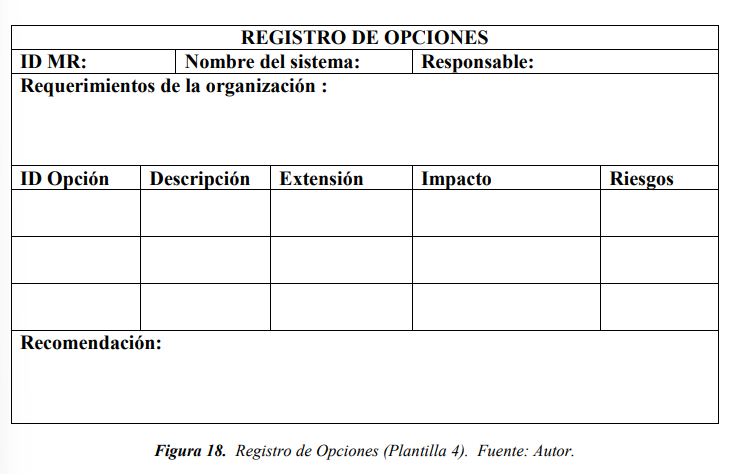 REGISTRO DE OPCIONES
ID MR: Nombre del sistema: Responsable:
Requerimientos de la organización :
ID Opción Descripción Extensión Impacto Riesgos
Recomendación:
Figura 18. Registro de Opciones (Plantilla 4). Fuente: Autor.